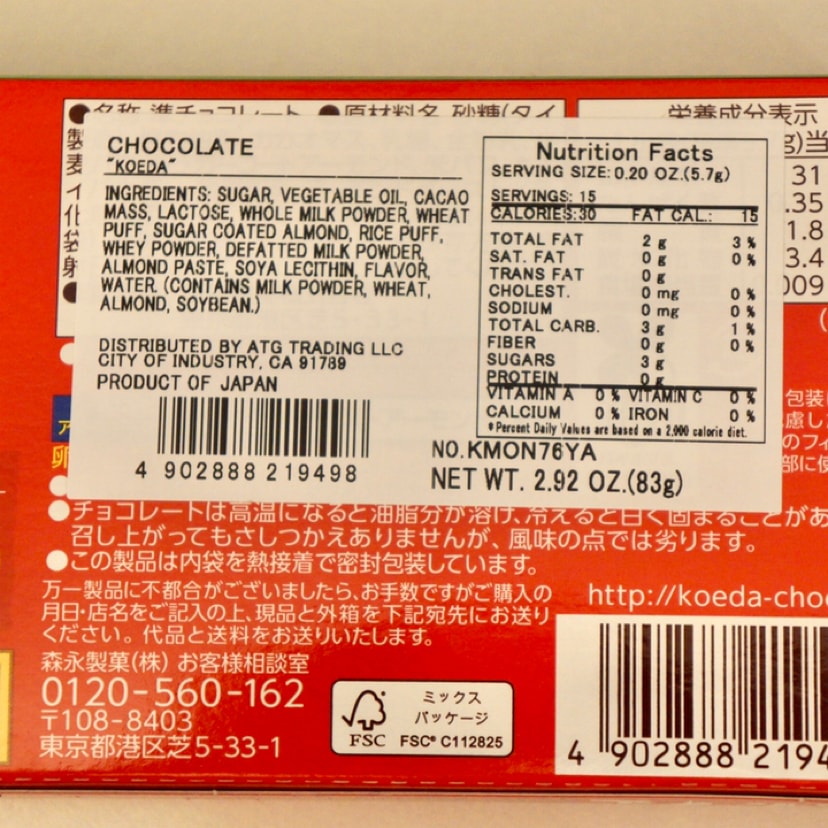 ●名称 準チョコレート ●原材料名 砂糖(タイ
栄養成分表示
製
麦
イ
化
袋
射
CHOCOLATE
"KOEDA"
INGREDIENTS: SUGAR, VEGETABLE OIL, CACAO
MASS, LACTOSE, WHOLE MILK POWDER, WHEAT
PUFF, SUGAR COATED ALMOND, RICE PUFF,
WHEY POWDER, DEFATTED MILK POWDER,
ALMOND PASTE, SOYA LECITHIN, FLAVOR,
WATER. (CONTAINS MILK POWDER, WHEAT,
ALMOND, SOYBEAN.)
DISTRIBUTED BY ATG TRADING LLC
CITY OF INDUSTRY, CA 91789
PRODUCT OF JAPAN
4 902888 219498
Nutrition Facts
SERVING SIZE: 0.20 OZ.(5.7g)
SERVINGS: 15
CALORIES:30 FAT CAL.: 15
TOTAL FAT 2 g 3 %
SAT. FAT 0 g 0 %
TRANS FAT 0 g
CHOLEST. 0 mg 0 %
SODIUM 0 mg 0 %
TOTAL CARB. 3 g 1 %
FIBER 0 g 0 %
SUGARS 3 g
PROTEIN 0 g
VITAMIN A 0 % VITAMIN C 0 %
CALCIUM 0 % IRON 0 %
*Percent Daily Values are based on a 2,000 calorie diet.
NO.KMON76YA
NET WT. 2.92 OZ.(83g)
g)当
31
.35
1.8
3.4
009
包装
慮し
のフィ
部に使
卵
●チョコレートは高温になると油脂分が溶け、冷えると白く固まることがあ
召し上がってもさしつかえありませんが、風味の点では劣ります。
●この製品は内袋を熱接着で密封包装しています。
万一製品に不都合がございましたら、お手数ですがご購入の
月日・店名をご記入の上、現品と外箱を下記宛先にお送り
ください。代品と送料をお送りいたします。
森永製菓(株) お客様相談室
0120-560-162
〒108-8403
東京都港区芝5-33-1
ミックス
パッケージ
FSC FSC® C112825
http://koeda-choc
4 902888 2194